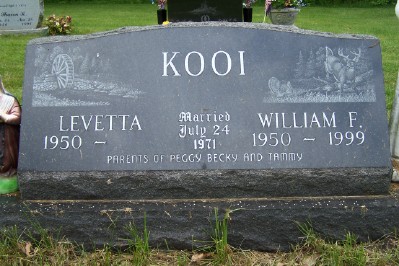 KOOI
LEVETTA
1950 -
Married
July 24
1971
WILLIAM F.
1950 - 1999
PARENTS OF PEGGY BECKY AND TAMMY